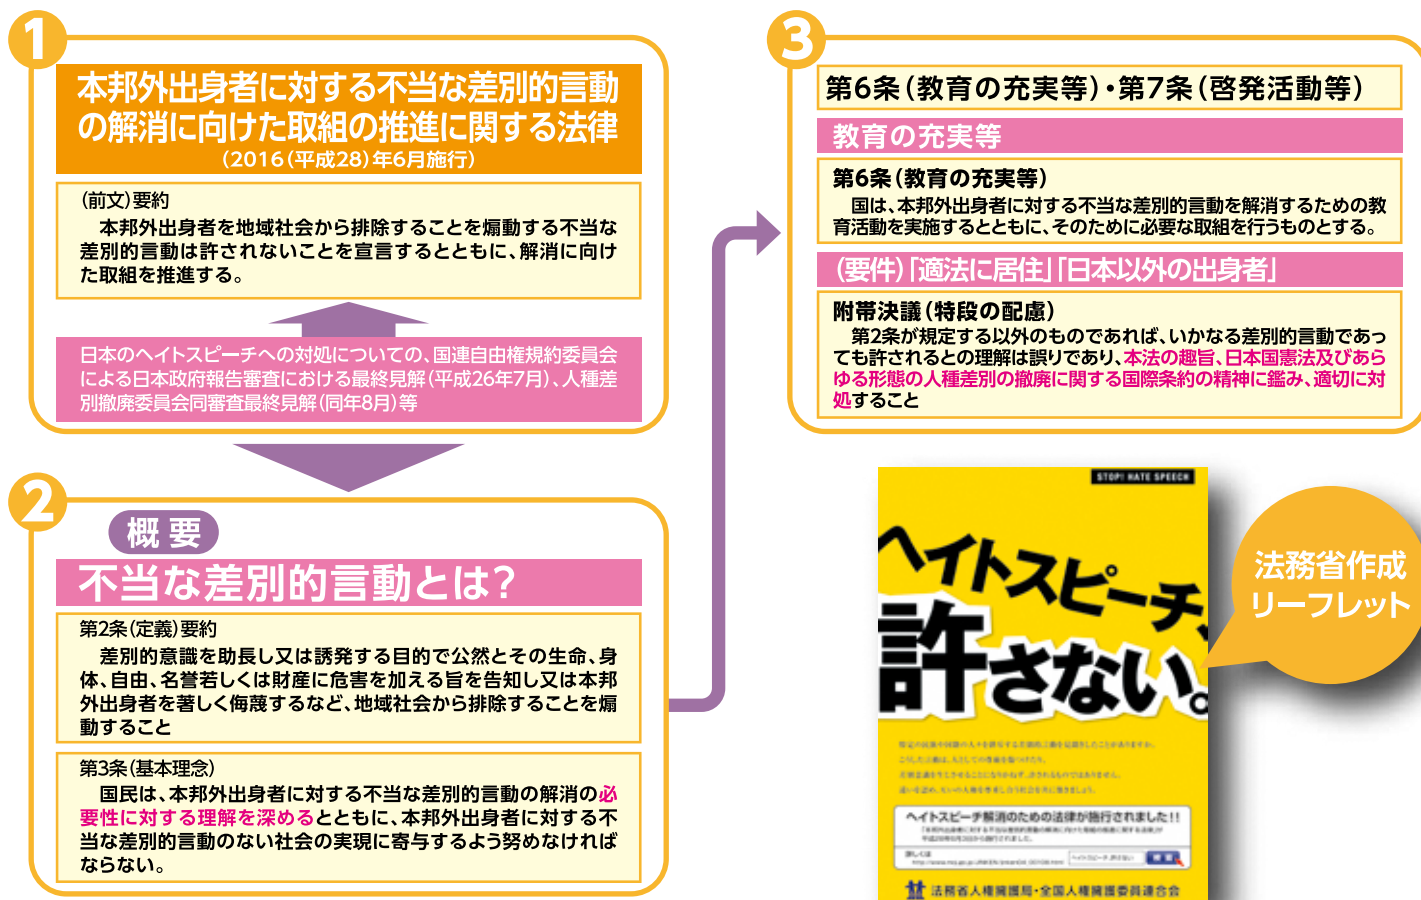 1
本邦外出身者に対する不当な差別的言動
の解消に向けた取組の推進に関する法律
(2016(平成28)年6月施行)
(前文)要約
本邦外出身者を地域社会から排除することを煽動する不当な
差別的言動は許されないことを宣言するとともに、解消に向け
た取組を推進する。
日本のヘイトスピーチへの対処についての、国連自由権規約委員会
による日本政府報告審査における最終見解(平成26年7月)、人種差
別撤廃委員会同審査最終見解(同年8月)等
2
概要
不当な差別的言動とは?
第2条(定義)要約
差別的意識を助長し又は誘発する目的で公然とその生命、身
体、自由、名誉若しくは財産に危害を加える旨を告知し又は本邦
外出身者を著しく侮蔑するなど、地域社会から排除することを煽
動すること
第3条(基本理念)
国民は、本邦外出身者に対する不当な差別的言動の解消の必
要性に対する理解を深めるとともに、本邦外出身者に対する不
当な差別的言動のない社会の実現に寄与するよう努めなければ
ならない。
3
第6条(教育の充実等)・第7条(啓発活動等)
教育の充実等
第6条(教育の充実等)
国は、本邦外出身者に対する不当な差別的言動を解消するための教
育活動を実施するとともに、そのために必要な取組を行うものとする。
(要件)「適法に居住」「日本以外の出身者」
附帯決議(特段の配慮)
第2条が規定する以外のものであれば、いかなる差別的言動であっ
ても許されるとの理解は誤りであり、本法の趣旨、日本国憲法及びあら
ゆる形態の人種差別の撤廃に関する国際条約の精神に鑑み、適切に対
処すること
STOP! HATE SPEECH
ヘイトスピーチ、
許さない。
ヘイトスピーチ解消のための法律が施行されました!!
詳しくは
ヘイトスピーチ、許さない
検索
法務省人権擁護局・全国人権擁護委員連合会
法務省作成
リーフレット